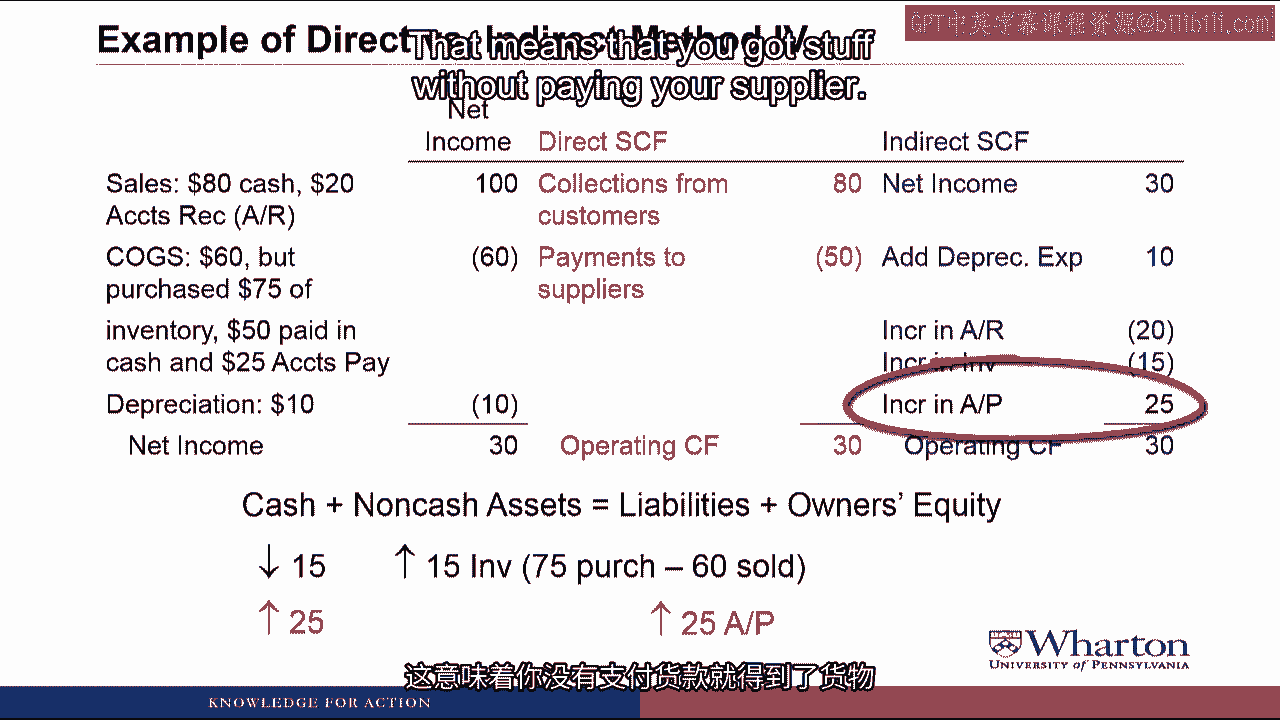 Example of Direct vs. Indirect Method IV
GPT中英字幕课程资源@bilibili.com
That means that you got stuff
without paying your supplier.
Net
Income Direct SCF Indirect SCF
Sales: $80 cash, $20 100 Collections from 80 Net Income 30
Accts Rec (A/R) customers
COGS: $60, but (60) Payments to (50) Add Deprec. Exp 10
purchased $75 of suppliers
inventory, $50 paid in Incr in A/R (20)
cash and $25 Accts Pay Incr in Inv (15)
Depreciation: $10 (10) Incr in A/P 25
Net Income 30 Operating CF 30 Operating CF 30
Cash + Noncash Assets = Liabilities + Owners’ Equity
↓ 15 ↑ 15 Inv (75 purch – 60 sold)
↑ 25 ↑ 25 A/P
Wharton
UNIVERSITY of PENNSYLVANIA
这意味着你没有支付货款就得到了货物
KNOWLEDGE FOR ACTION